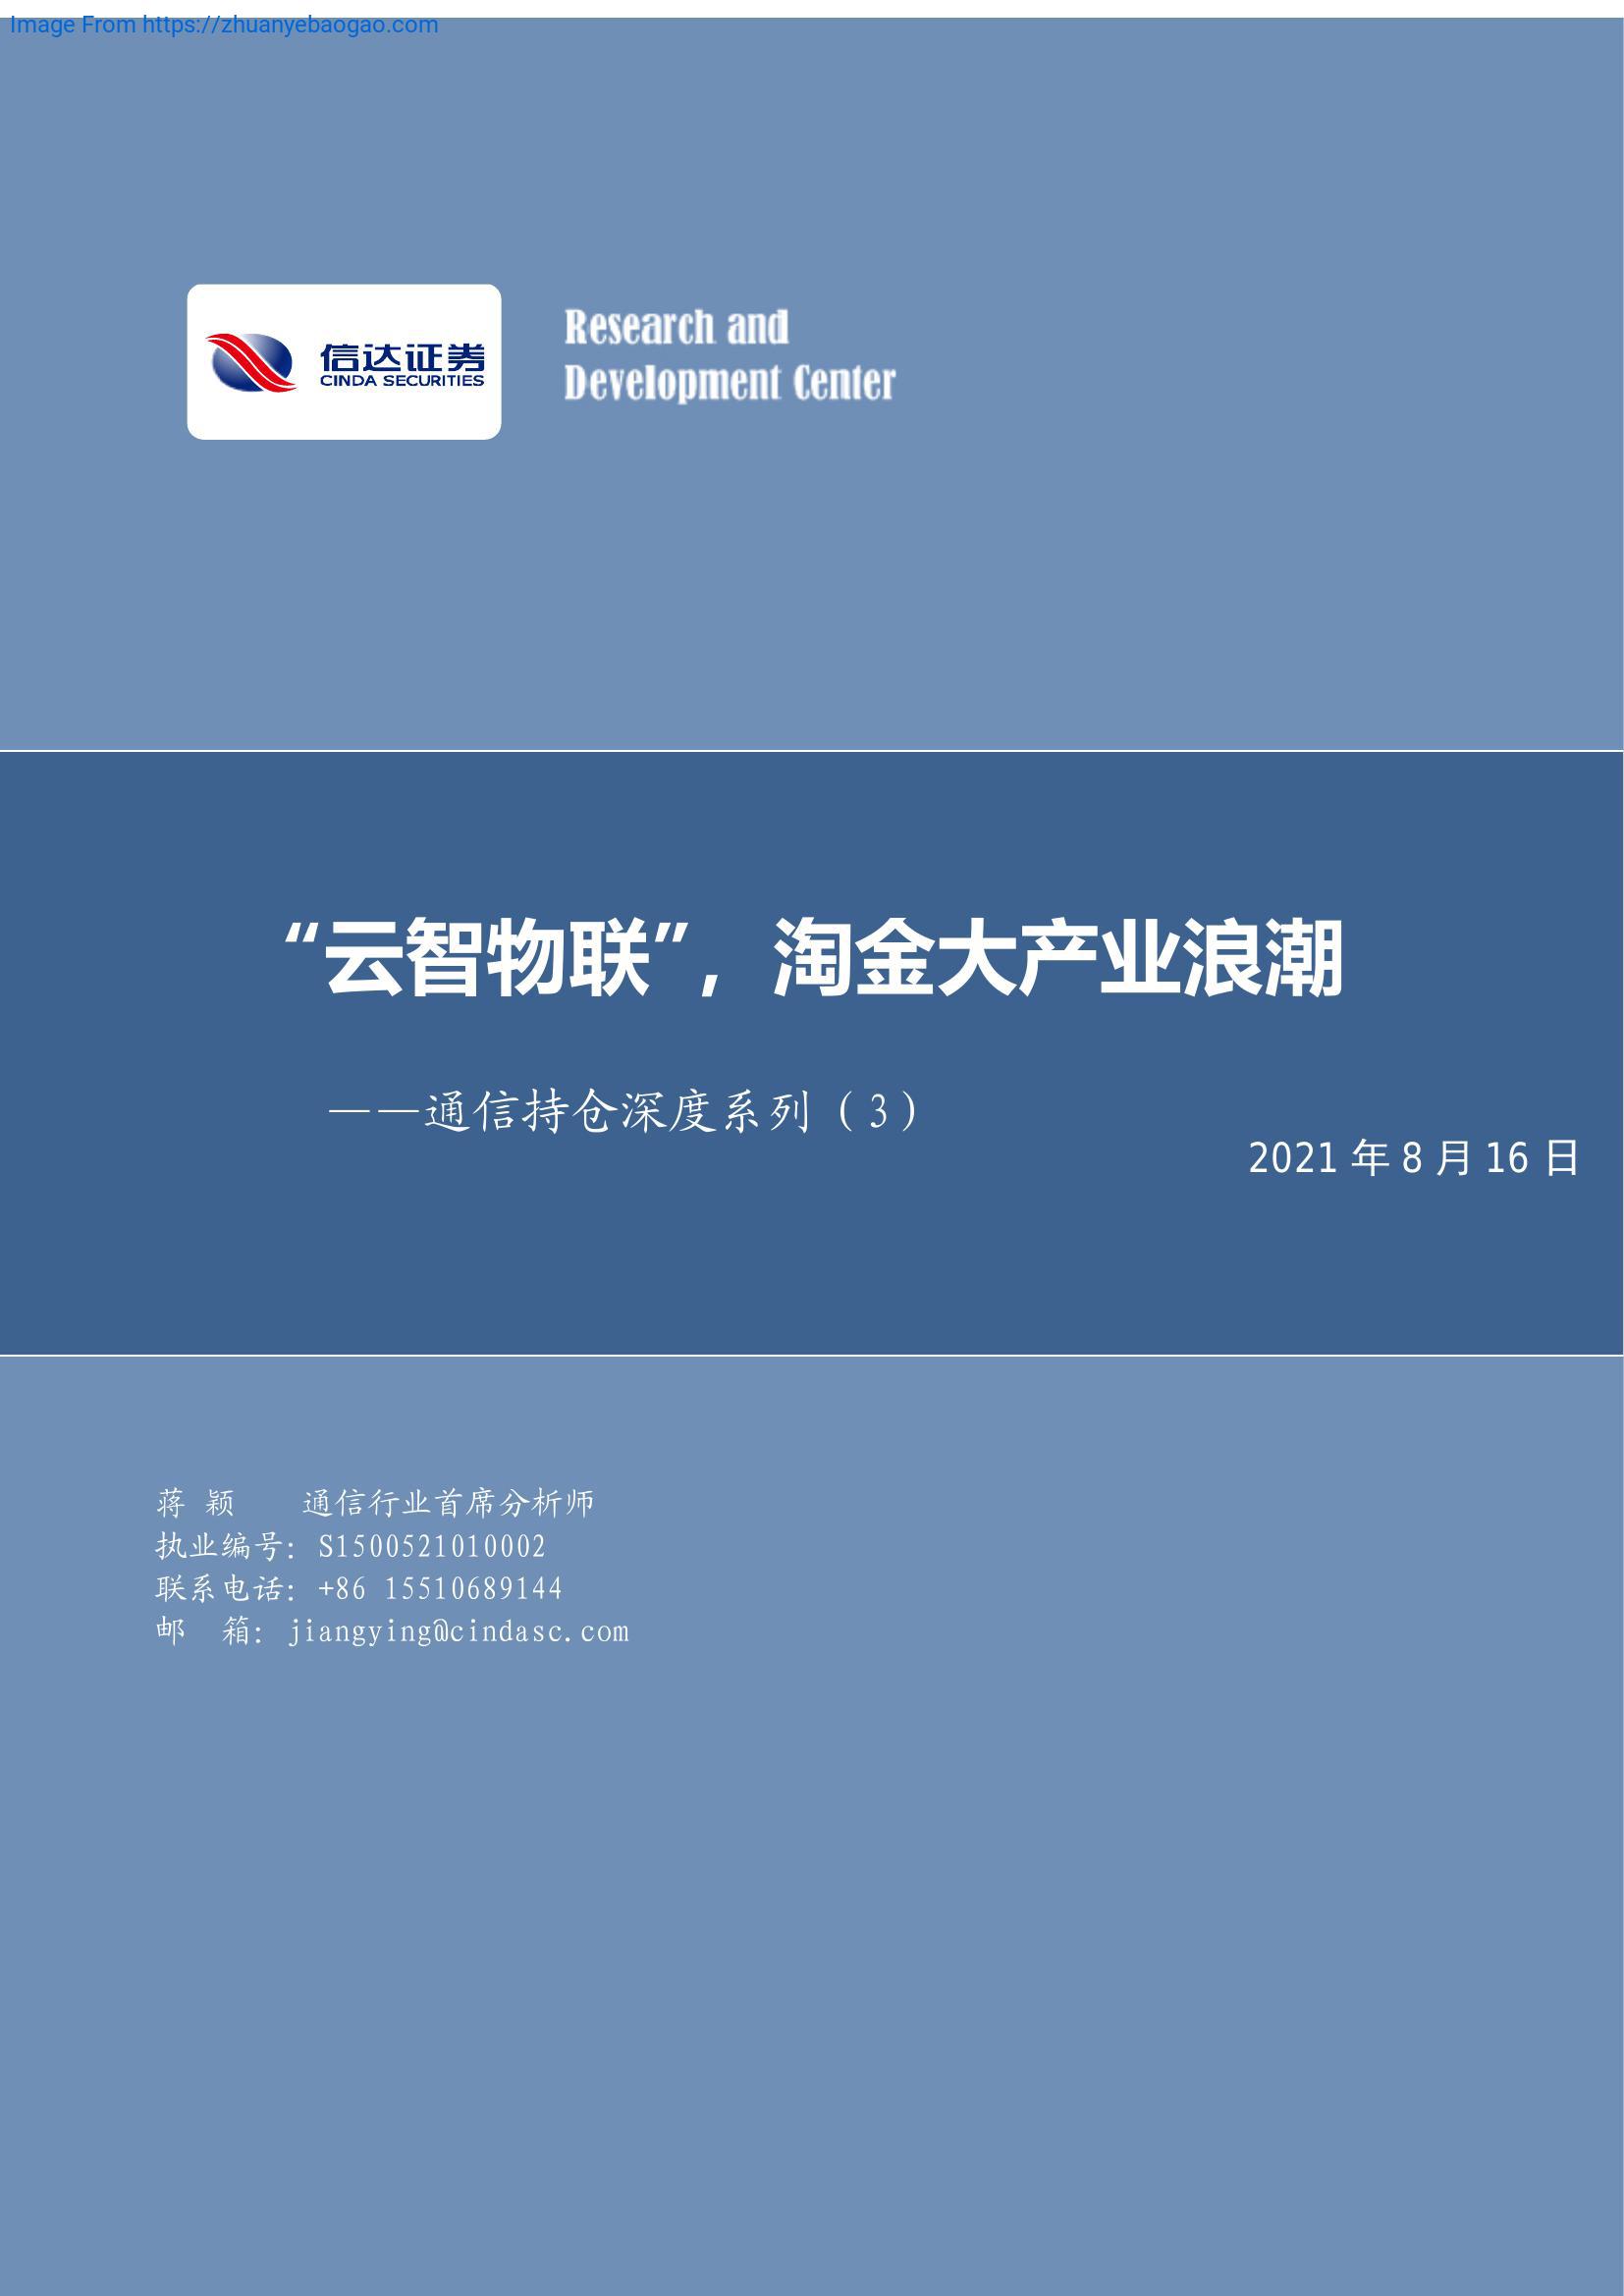 Image From https://zhuanyebaogao.com
信达证券
CINDA SECURITIES
Research and
Development Center
“云智物联”,淘金大产业浪潮
——通信持仓深度系列(3)
2021 年 8 月 16 日
蒋 颖 通信行业首席分析师
执业编号: S1500521010002
联系电话: +86 15510689144
邮 箱: jiangying@cindasc.com